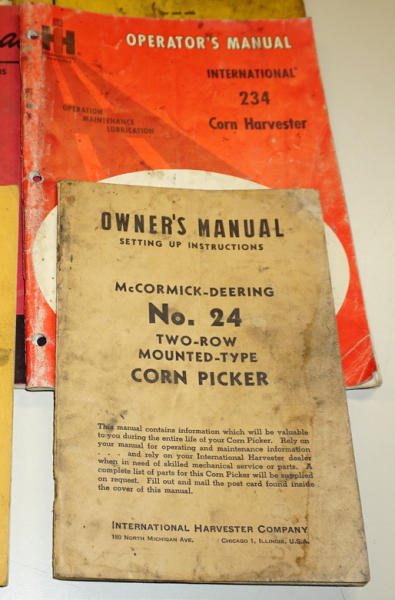 OPERATOR'S MANUAL
INTERNATIONAL
234
Corn Harvester
OPERATION
MAINTENANCE
LUBRICATION
OWNER'S MANUAL
SETTING UP INSTRUCTIONS
McCORMICK-DEERING
No. 24
TWO-ROW
MOUNTED-TYPE
CORN PICKER
This manual contains information which will be valuable
to you during the entire life of your Corn Picker. Rely on
your manual for operating and maintenance information
. . . . and rely on your International Harvester dealer
when in need of skilled mechanical service or parts. A
complete list of parts for this Corn Picker will be supplied
on request. Fill out and mail the post card found inside
the cover of this manual.
INTERNATIONAL HARVESTER COMPANY
180 NORTH MICHIGAN AVE. CHICAGO 1, ILLINOIS, U.S.A.